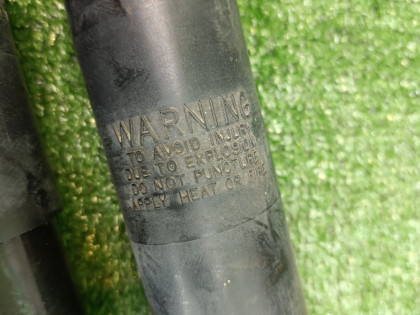 WARNING
TO AVOID INJURY
DUE TO EXPLOSION
DO NOT PUNCTURE
APPLY HEAT OR FIRE